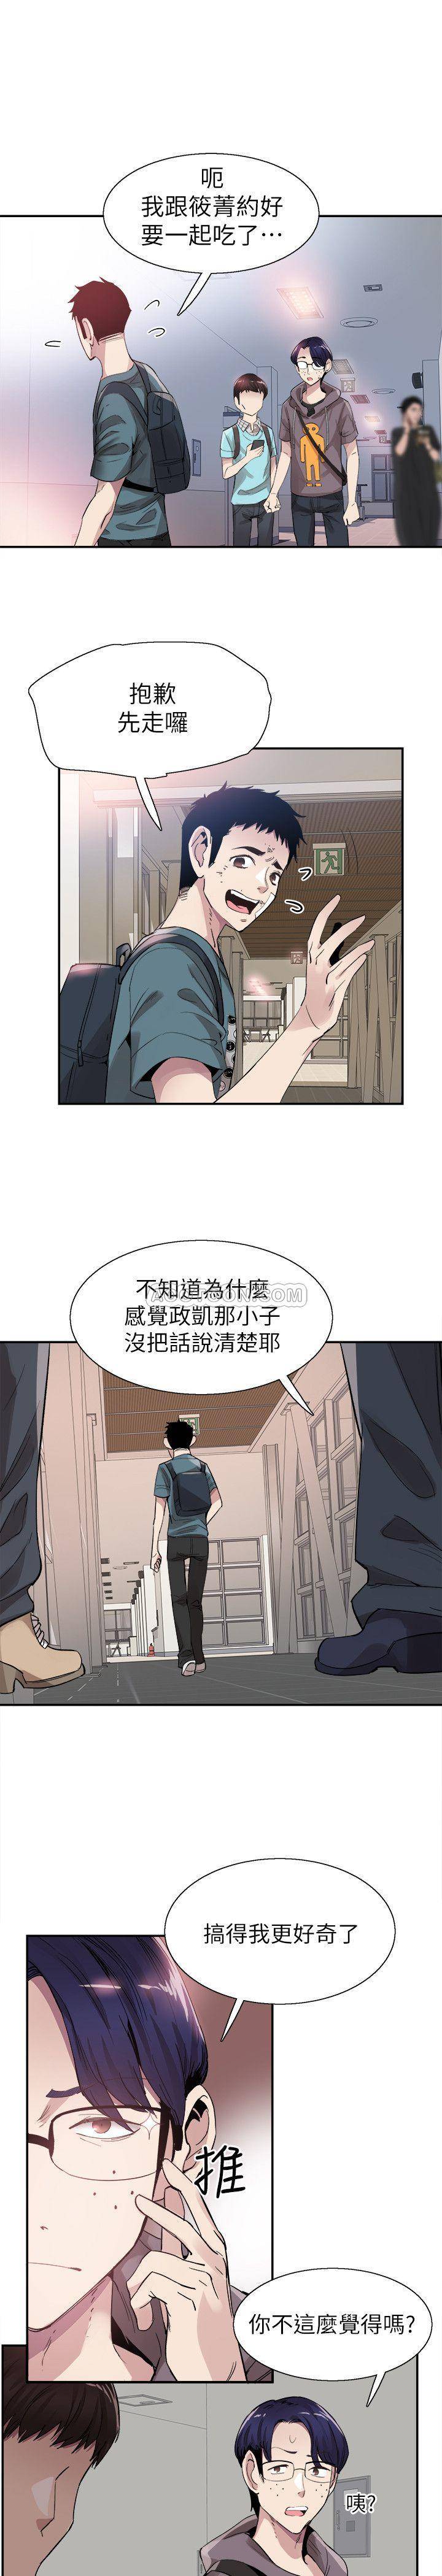 呃
我跟筱菁約好
要一起吃了…
抱歉
先走囉
不知道為什麼
感覺政凱那小子
沒把話說清楚耶
搞得我更好奇了
推
你不這麼覺得嗎?
咦?